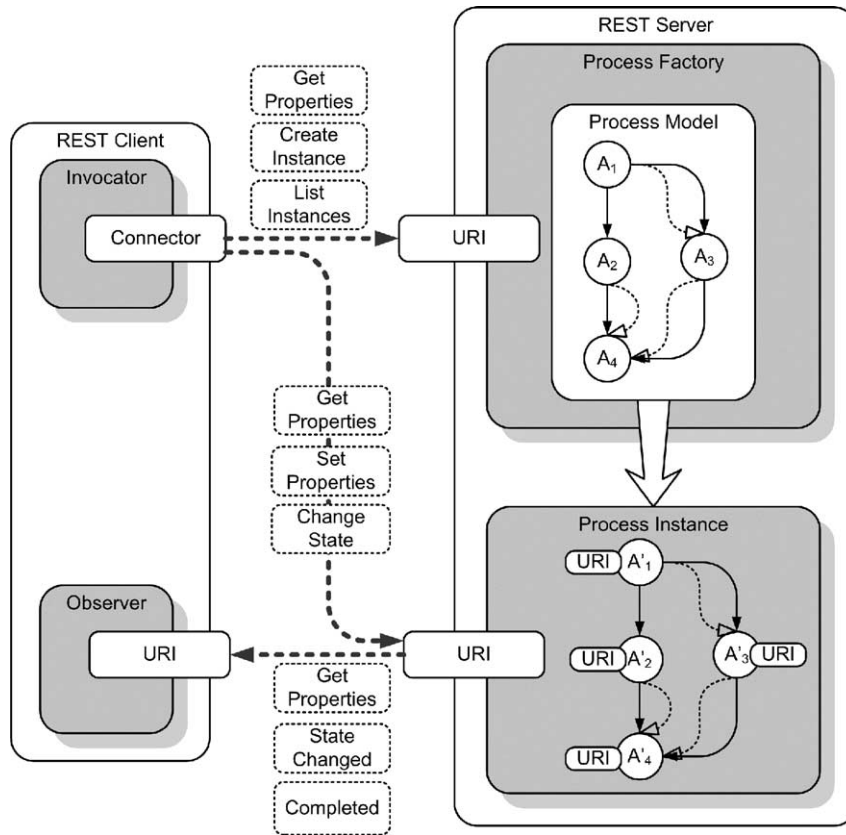 REST Server
Process Factory
Get
Properties
Create
Instance
List
Instances
REST Client
Invocator
Connector
URI
Process Model
A1
A2
A3
A4
Get
Properties
Set
Properties
Change
State
Process Instance
URI
A'1
URI
A'2
A'3
URI
URI
A'4
Observer
URI
URI
Get
Properties
State
Changed
Completed